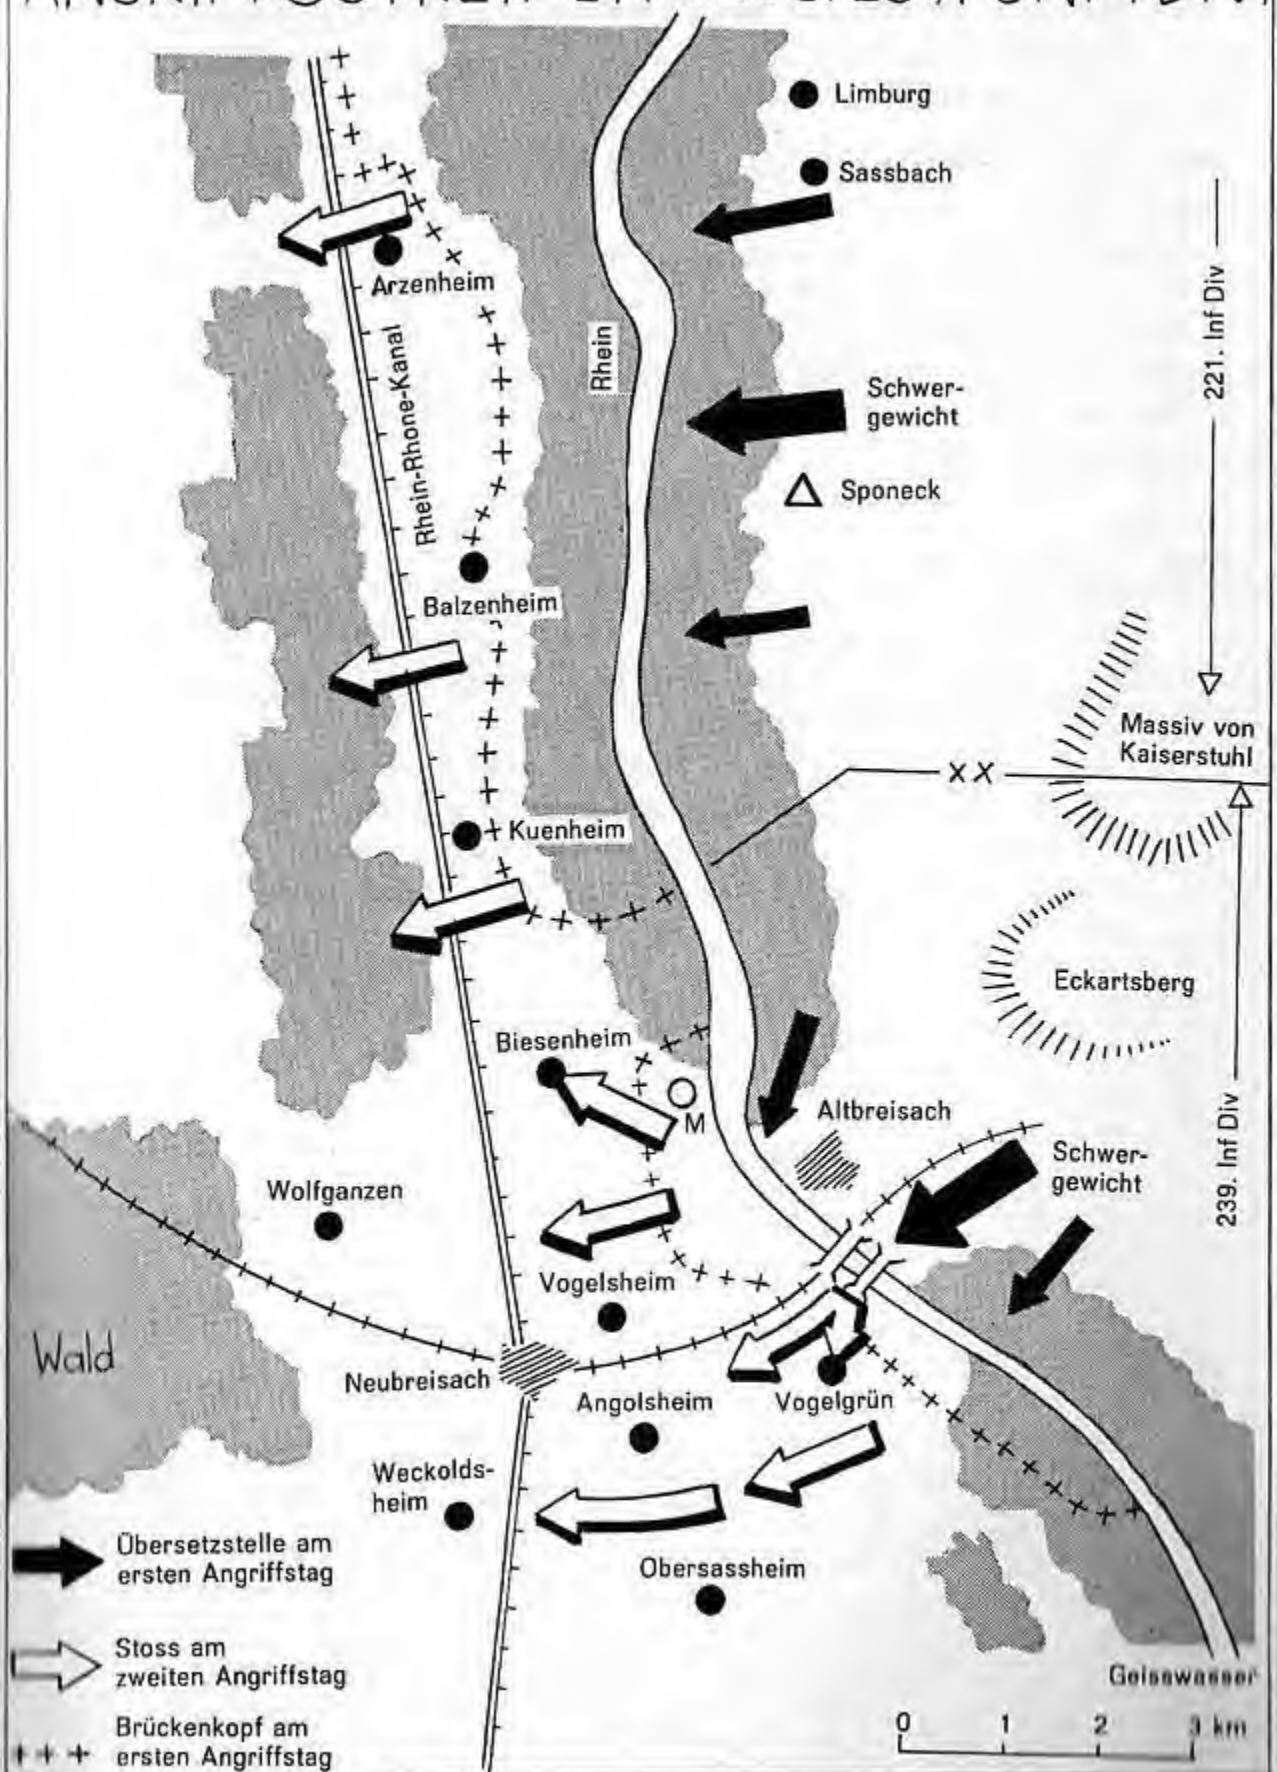 Limburg
Sassbach
221. Inf Div
Arzenheim
Rhein-Rhone-Kanal
Rhein
Schwer-
gewicht
Sponeck
Balzenheim
Massiv von
Kaiserstuhl
XX
Kuenheim
Eckartsberg
Biesenheim
M
Altbreisach
239. Inf Div
Schwer-
gewicht
Wolfganzen
Vogelsheim
Wald
Neubreisach
Angolsheim
Vogelgrün
Weckolds-
heim
Obersassheim
Übersetzstelle am
ersten Angriffstag
Stoss am
zweiten Angriffstag
Geisswasser
Brückenkopf am
ersten Angriffstag
0 1 2 3 km